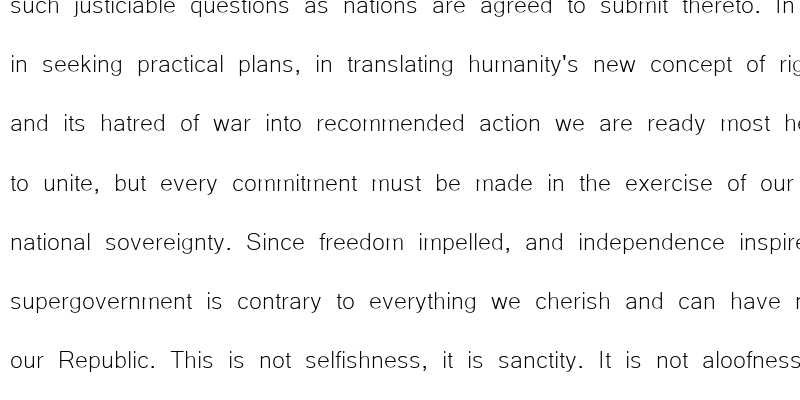 such justiciable questions as nations are agreed to submit thereto. In
in seeking practical plans, in translating humanity's new concept of
and its hatred of war into recommended action we are ready most
to unite, but every commitment must be made in the exercise of our
national sovereignty. Since freedom impelled, and independence
supergovernment is contrary to everything we cherish and can have
our Republic. This is not selfishness, it is sanctity. It is not aloofness